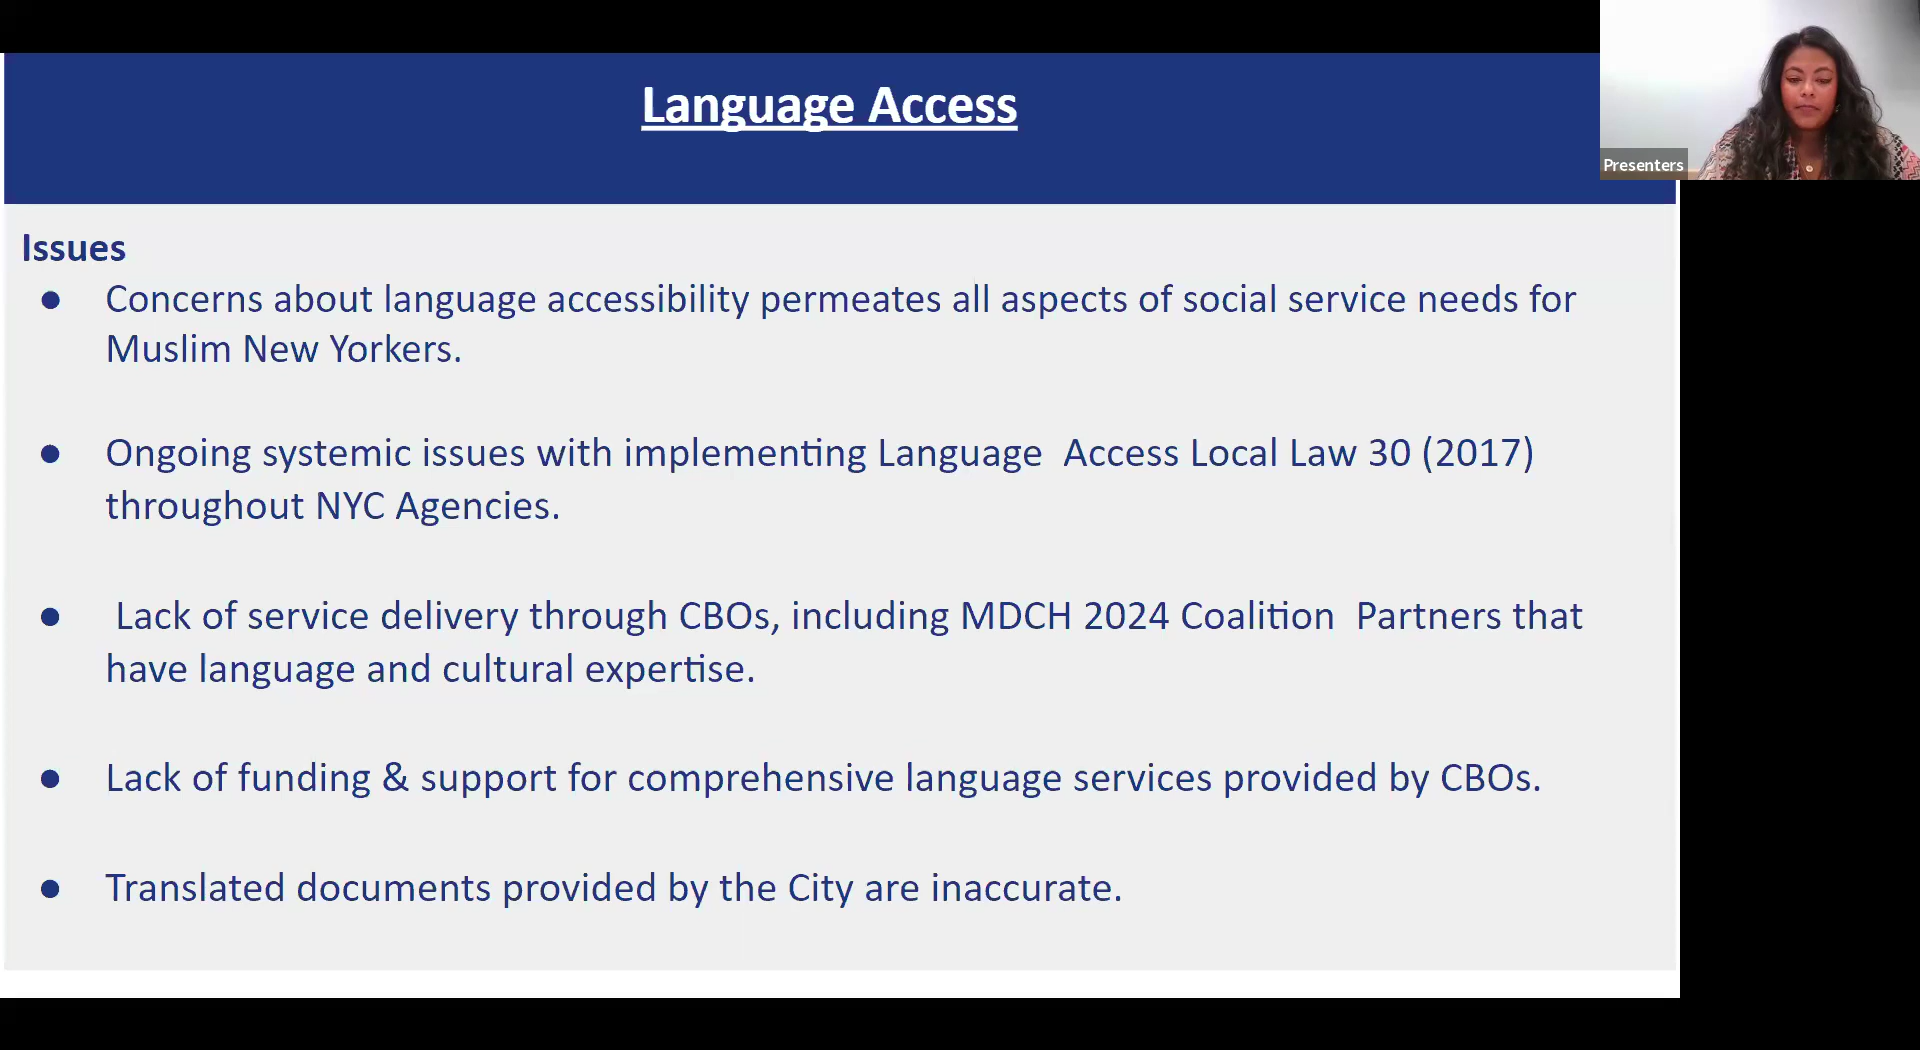 Language Access
Presenters
Issues
● Concerns about language accessibility permeates all aspects of social service needs for
Muslim New Yorkers.
● Ongoing systemic issues with implementing Language  Access Local Law 30 (2017)
throughout NYC Agencies.
●  Lack of service delivery through CBOs, including MDCH 2024 Coalition  Partners that
have language and cultural expertise.
● Lack of funding & support for comprehensive language services provided by CBOs.
● Translated documents provided by the City are inaccurate.